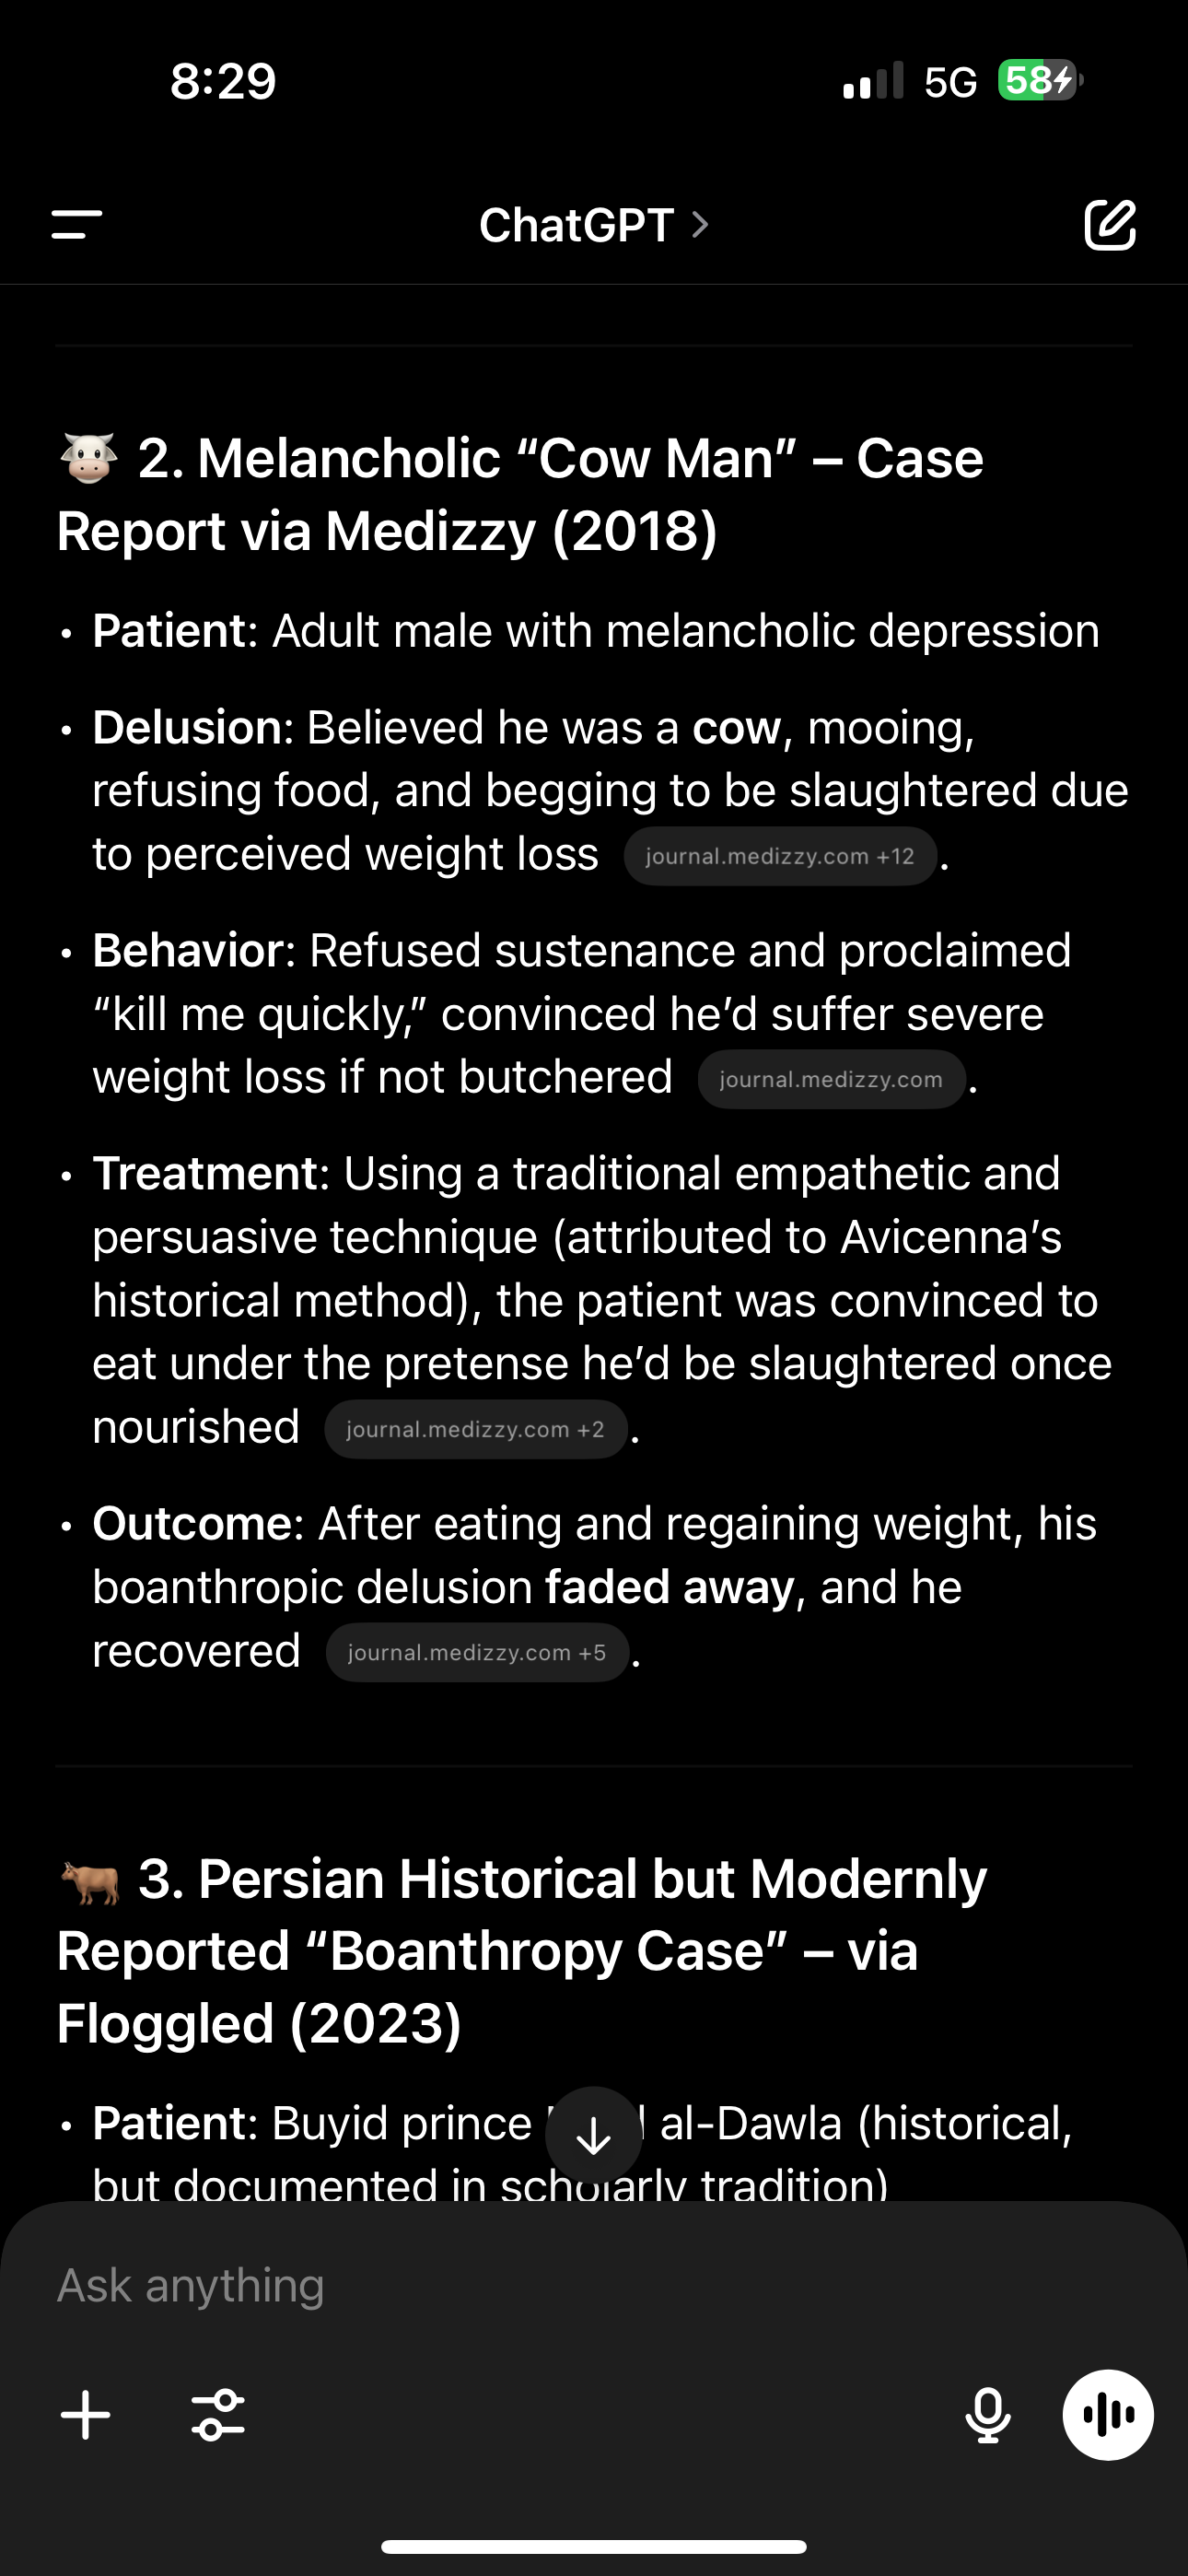 8:29
5G
58
ChatGPT >
🐮 2. Melancholic “Cow Man” – Case
Report via Medizzy (2018)
• Patient: Adult male with melancholic depression
• Delusion: Believed he was a cow, mooing,
refusing food, and begging to be slaughtered due
to perceived weight loss journal.medizzy.com +12.
• Behavior: Refused sustenance and proclaimed
“kill me quickly,” convinced he’d suffer severe
weight loss if not butchered journal.medizzy.com.
• Treatment: Using a traditional empathetic and
persuasive technique (attributed to Avicenna’s
historical method), the patient was convinced to
eat under the pretense he’d be slaughtered once
nourished journal.medizzy.com +2.
• Outcome: After eating and regaining weight, his
boanthropic delusion faded away, and he
recovered journal.medizzy.com +5.
🐂 3. Persian Historical but Modernly
Reported “Boanthropy Case” – via
Floggled (2023)
• Patient: Buyid prince al-Dawla (historical,
but documented in scholarly tradition)
Ask anything